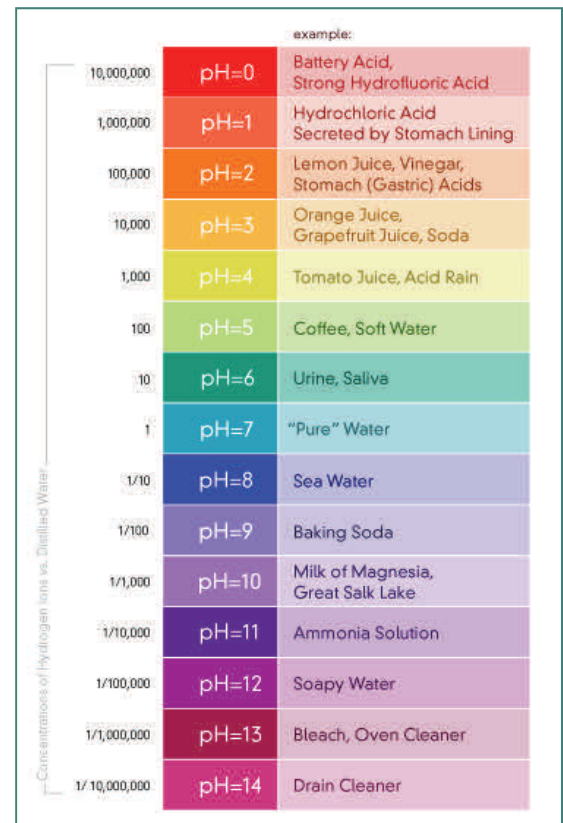 example:
10,000,000 pH=0 Battery Acid,
Strong Hydrofluoric Acid
1,000,000 pH=1 Hydrochloric Acid
Secreted by Stomach Lining
100,000 pH=2 Lemon Juice, Vinegar,
Stomach (Gastric) Acids
10,000 pH=3 Orange Juice,
Grapefruit Juice, Soda
1,000 pH=4 Tomato Juice, Acid Rain
100 pH=5 Coffee, Soft Water
10 pH=6 Urine, Saliva
1 pH=7 “Pure” Water
1/10 pH=8 Sea Water
1/100 pH=9 Baking Soda
1/1,000 pH=10 Milk of Magnesia,
Great Salk Lake
1/10,000 pH=11 Ammonia Solution
1/100,000 pH=12 Soapy Water
1/1,000,000 pH=13 Bleach, Oven Cleaner
1/ 10,000,000 pH=14 Drain Cleaner
Concentrations of Hydrogen Ions vs. Distilled Water